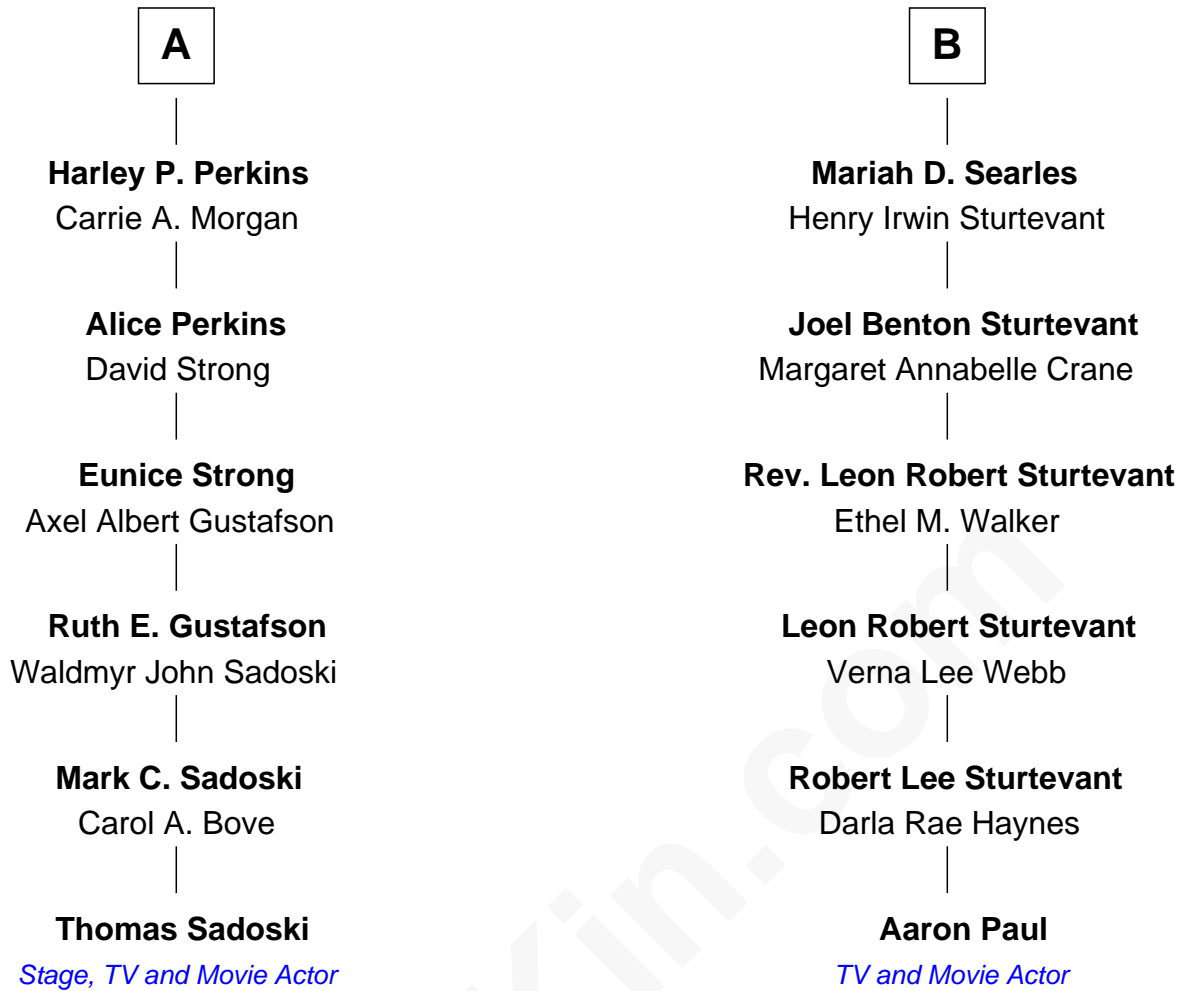 A
Harley P. Perkins
Carrie A. Morgan
Alice Perkins
David Strong
Eunice Strong
Axel Albert Gustafson
Ruth E. Gustafson
Waldmyr John Sadoski
Mark C. Sadoski
Carol A. Bove
Thomas Sadoski
Stage, TV and Movie Actor
B
Mariah D. Searles
Henry Irwin Sturtevant
Joel Benton Sturtevant
Margaret Annabelle Crane
Rev. Leon Robert Sturtevant
Ethel M. Walker
Leon Robert Sturtevant
Verna Lee Webb
Robert Lee Sturtevant
Darla Rae Haynes
Aaron Paul
TV and Movie Actor